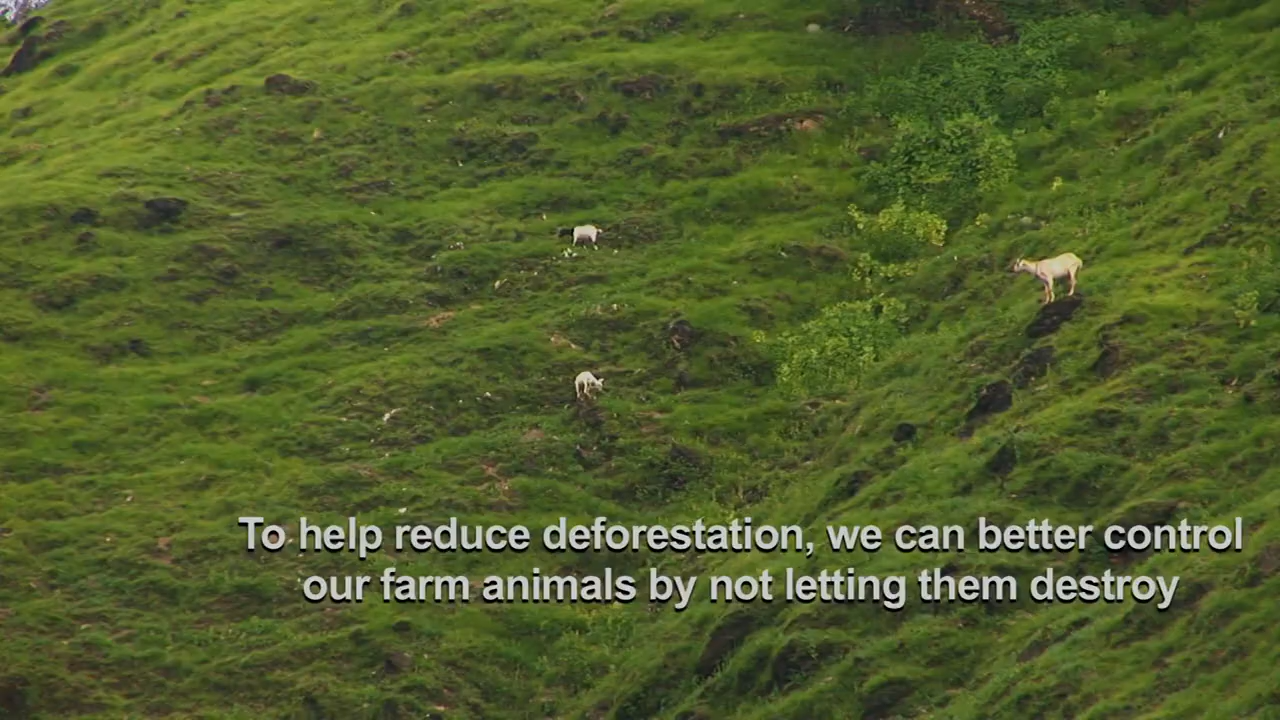 To help reduce deforestation, we can better control
our farm animals by not letting them destroy